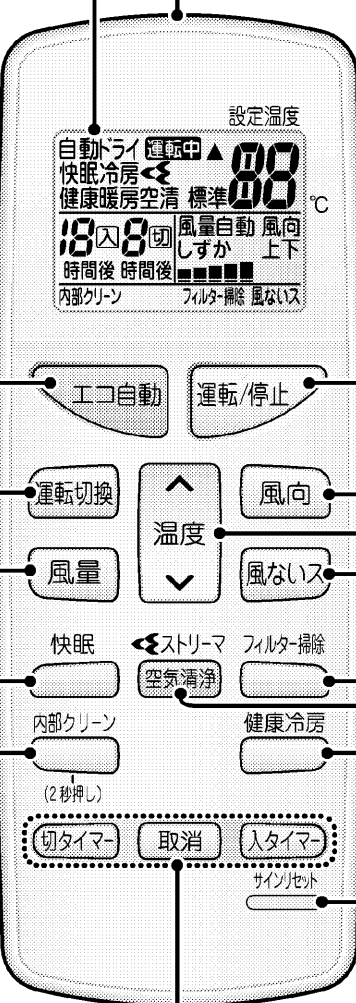 設定温度
自動ドライ 運転中 ▲ 88
快眠冷房
健康暖房空清 標準 ℃
18入 8切 風量自動 風向
しずか 上下
時間後 時間後
内部クリーン フィルター掃除 風ないス
エコ自動 運転/停止
運転切換 温度 風向
風量 風ないス
快眠 ストリーマ フィルター掃除
空気清浄
内部クリーン 健康冷房
(2秒押し)
切タイマー 取消 入タイマー
サインリセット